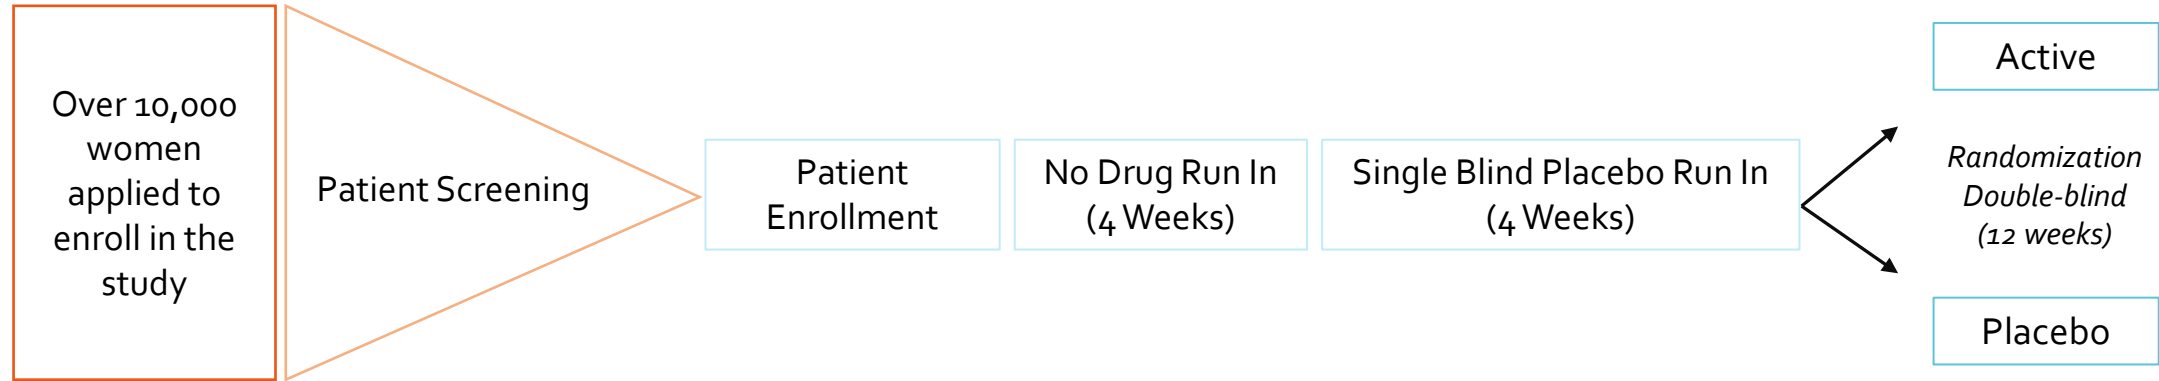 Over 10,000
women
applied to
enroll in the
study
Patient Screening
Patient
Enrollment
No Drug Run In
(4 Weeks)
Single Blind Placebo Run In
(4 Weeks)
Active
Randomization
Double-blind
(12 weeks)
Placebo